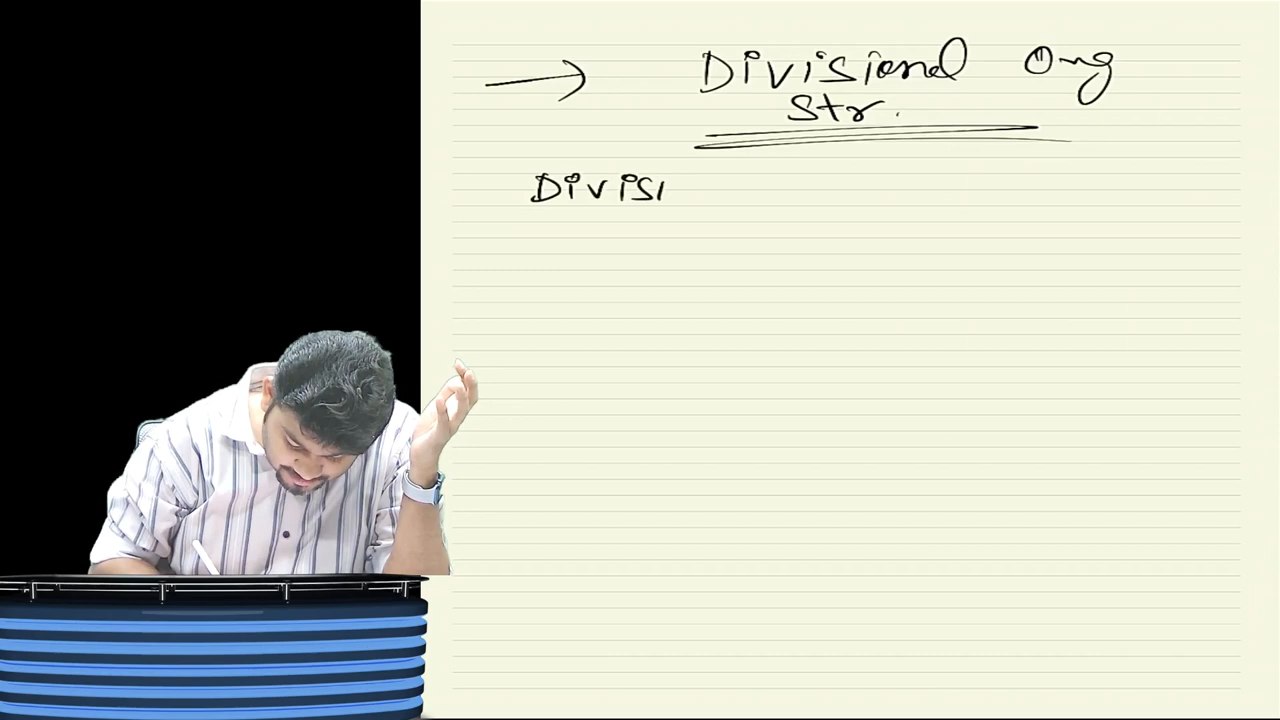 → Divisional Org
Str.
Divisi